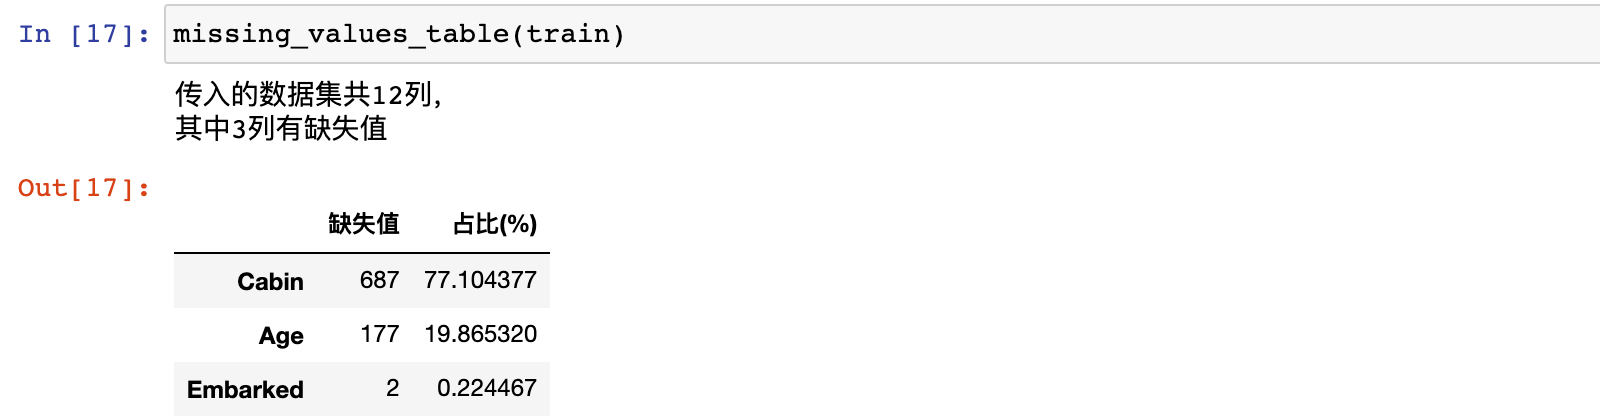 In [17]: missing_values_table(train)
传入的数据集共12列,
其中3列有缺失值
Out[17]:
缺失值 占比(%)
Cabin 687 77.104377
Age 177 19.865320
Embarked 2 0.224467